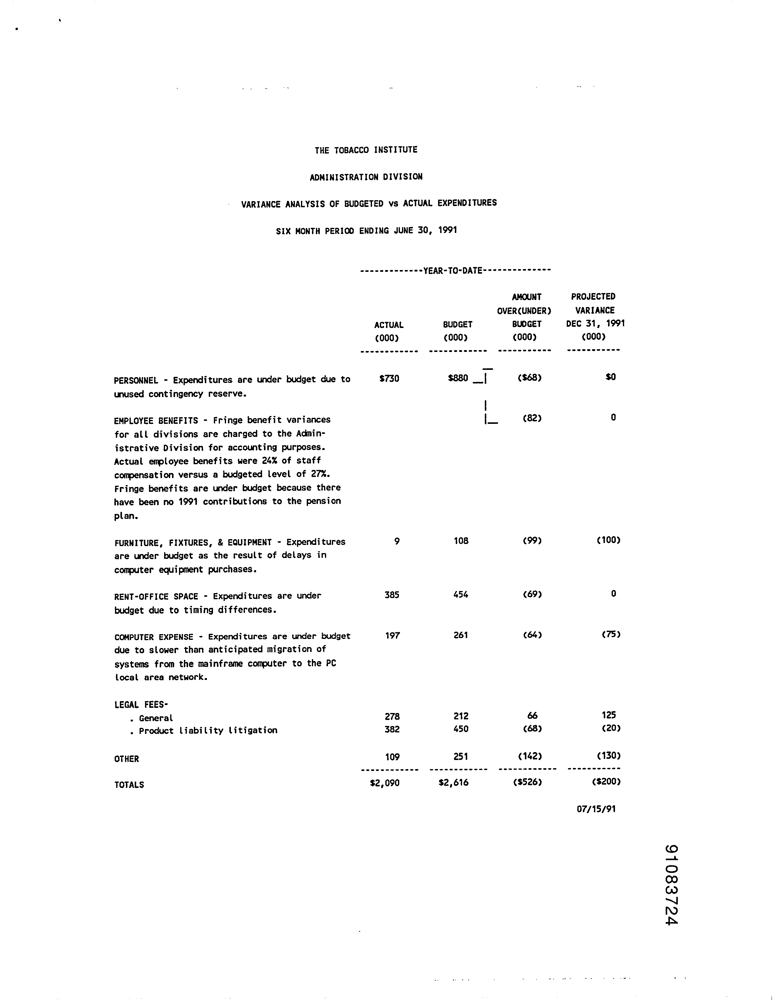 THE TOBACCO INSTITUTE
ADMINISTRATION DIVISION
VARIANCE ANALYSIS OF BUDGETED vs ACTUAL EXPENDITURES
SIX MONTH PERIOD ENDING JUNE 30, 1991
-------------YEAR-TO-DATE--------------
AMOUNT PROJECTED
OVER(UNDER) VARIANCE
ACTUAL BUDGET BUDGET DEC 31, 1991
(000) (000) (000) (000)
------------ ------------ ----------- -----------
PERSONNEL - Expenditures are under budget due to $730 $880 ($68) $0
unused contingency reserve.
EMPLOYEE BENEFITS - Fringe benefit variances (82) 0
for all divisions are charged to the Admin-
istrative Division for accounting purposes.
Actual employee benefits were 24% of staff
compensation versus a budgeted level of 27%.
Fringe benefits are under budget because there
have been no 1991 contributions to the pension
plan.
FURNITURE, FIXTURES, & EQUIPMENT - Expenditures 9 108 (99) (100)
are under budget as the result of delays in
computer equipment purchases.
RENT-OFFICE SPACE - Expenditures are under 385 454 (69) 0
budget due to timing differences.
COMPUTER EXPENSE - Expenditures are under budget 197 261 (64) (75)
due to slower than anticipated migration of
systems from the mainframe computer to the PC
local area network.
LEGAL FEES-
. General 278 212 66 125
. Product liability litigation 382 450 (68) (20)
OTHER 109 251 (142) (130)
------------ ------------ ----------- -----------
TOTALS $2,090 $2,616 ($526) ($200)
07/15/91
91083724